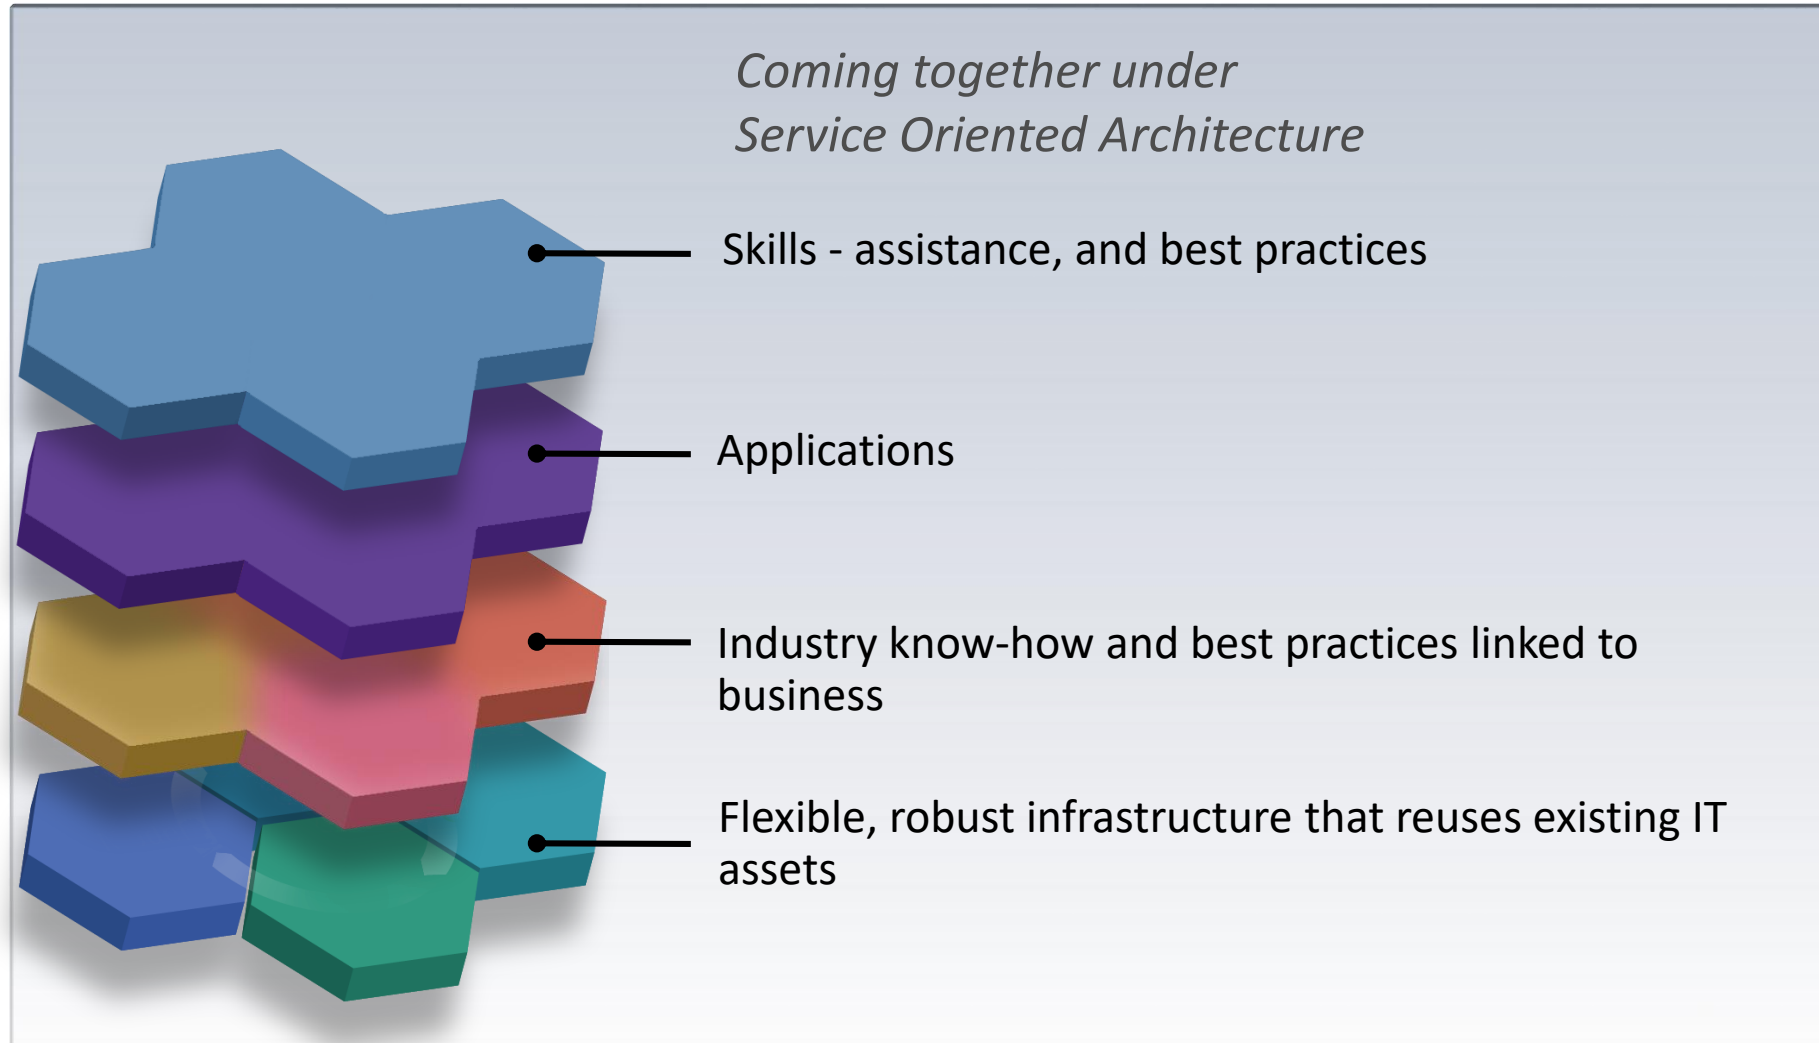 Coming together under
Service Oriented Architecture
Skills - assistance, and best practices
Applications
Industry know-how and best practices linked to
business
Flexible, robust infrastructure that reuses existing IT
assets